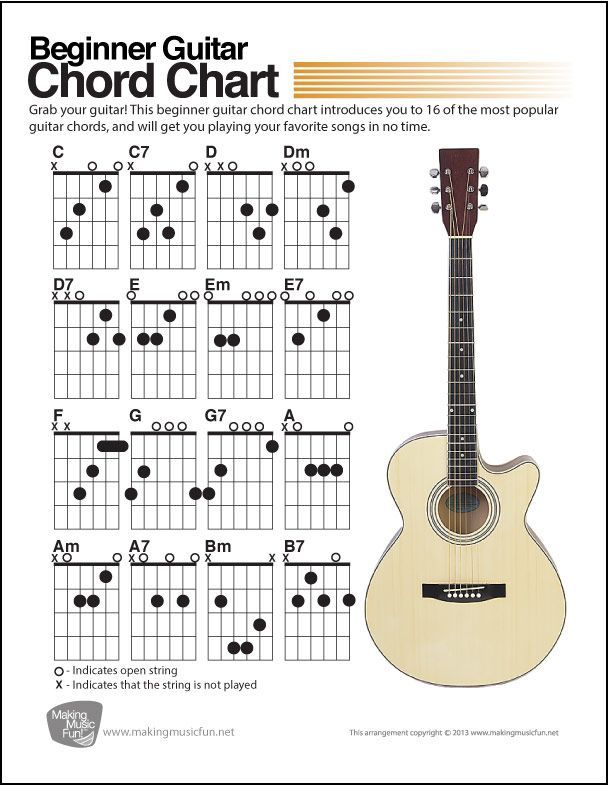 Beginner Guitar
Chord Chart
Grab your guitar! This beginner guitar chord chart introduces you to 16 of the most popular
guitar chords, and will get you playing your favorite songs in no time.
C C7 D Dm
x o o x o x x o x o o
D7 E Em E7
x x o o o o o o o o o o o o
F G G7 A
x x o o o o o o x o o
Am A7 Bm B7
x o o x o o o x x x o
O - Indicates open string
X - Indicates that the string is not played
Making
Music
Fun!
www.makingmusicfun.net
This arrangement copyright © 2013 www.makingmusicfun.net